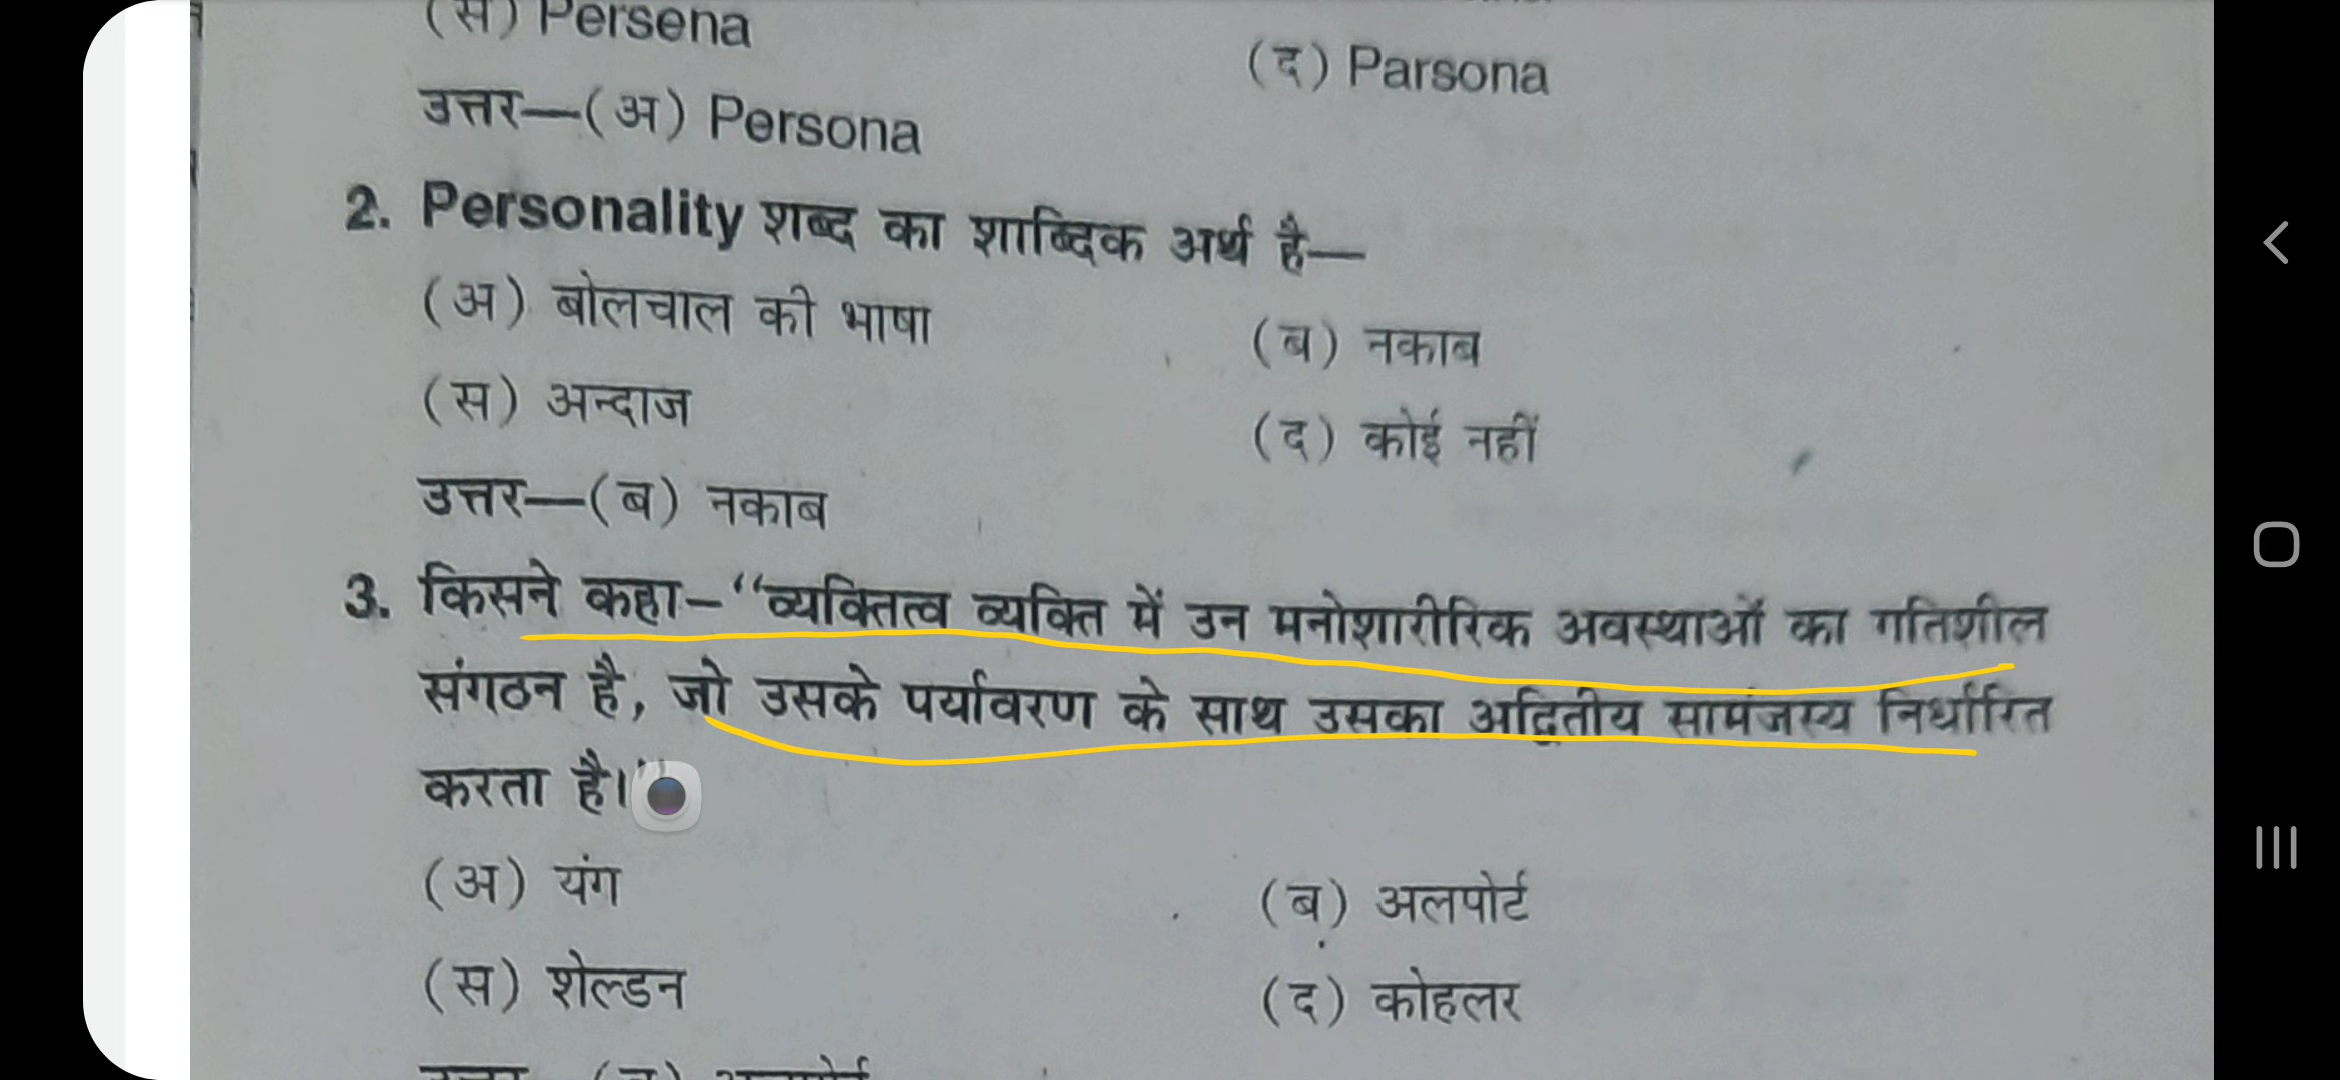 (स) Persena
(द) Parsona
उत्तर—(अ) Persona
2. Personality शब्द का शाब्दिक अर्थ है—
(अ) बोलचाल की भाषा
(ब) नकाब
(स) अन्दाज
(द) कोई नहीं
उत्तर—(ब) नकाब
3. किसने कहा–“व्यक्तित्व व्यक्ति में उन मनोशारीरिक अवस्थाओं का गतिशील
संगठन है, जो उसके पर्यावरण के साथ उसका अद्वितीय सामंजस्य निर्धारित
करता है।”
(अ) यंग
(ब) अलपोर्ट
(स) शेल्डन
(द) कोहलर